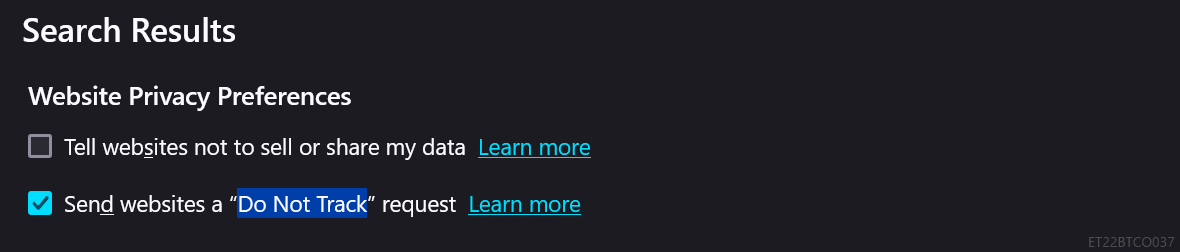 Search Results
Website Privacy Preferences
Tell websites not to sell or share my data Learn more
Send websites a “Do Not Track” request Learn more
ET22BTCO037